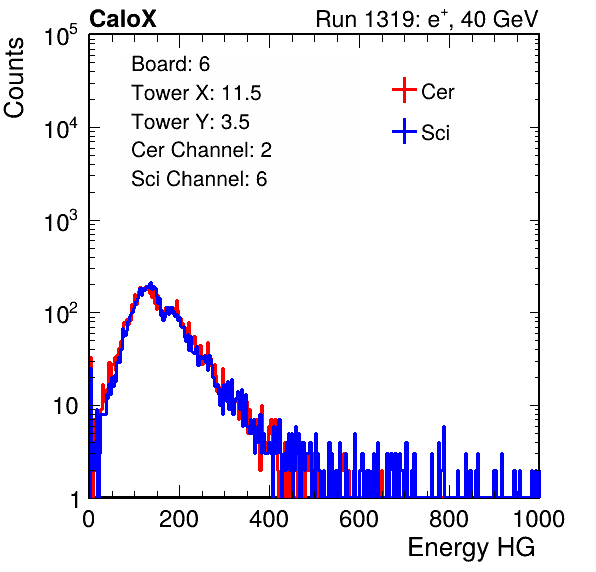 CaloX Run 1319: e⁺, 40 GeV
Counts
10⁵
10⁴
10³
10²
10
1
Board: 6
Tower X: 11.5
Tower Y: 3.5
Cer Channel: 2
Sci Channel: 6
Cer
Sci
0 200 400 600 800 1000
Energy HG